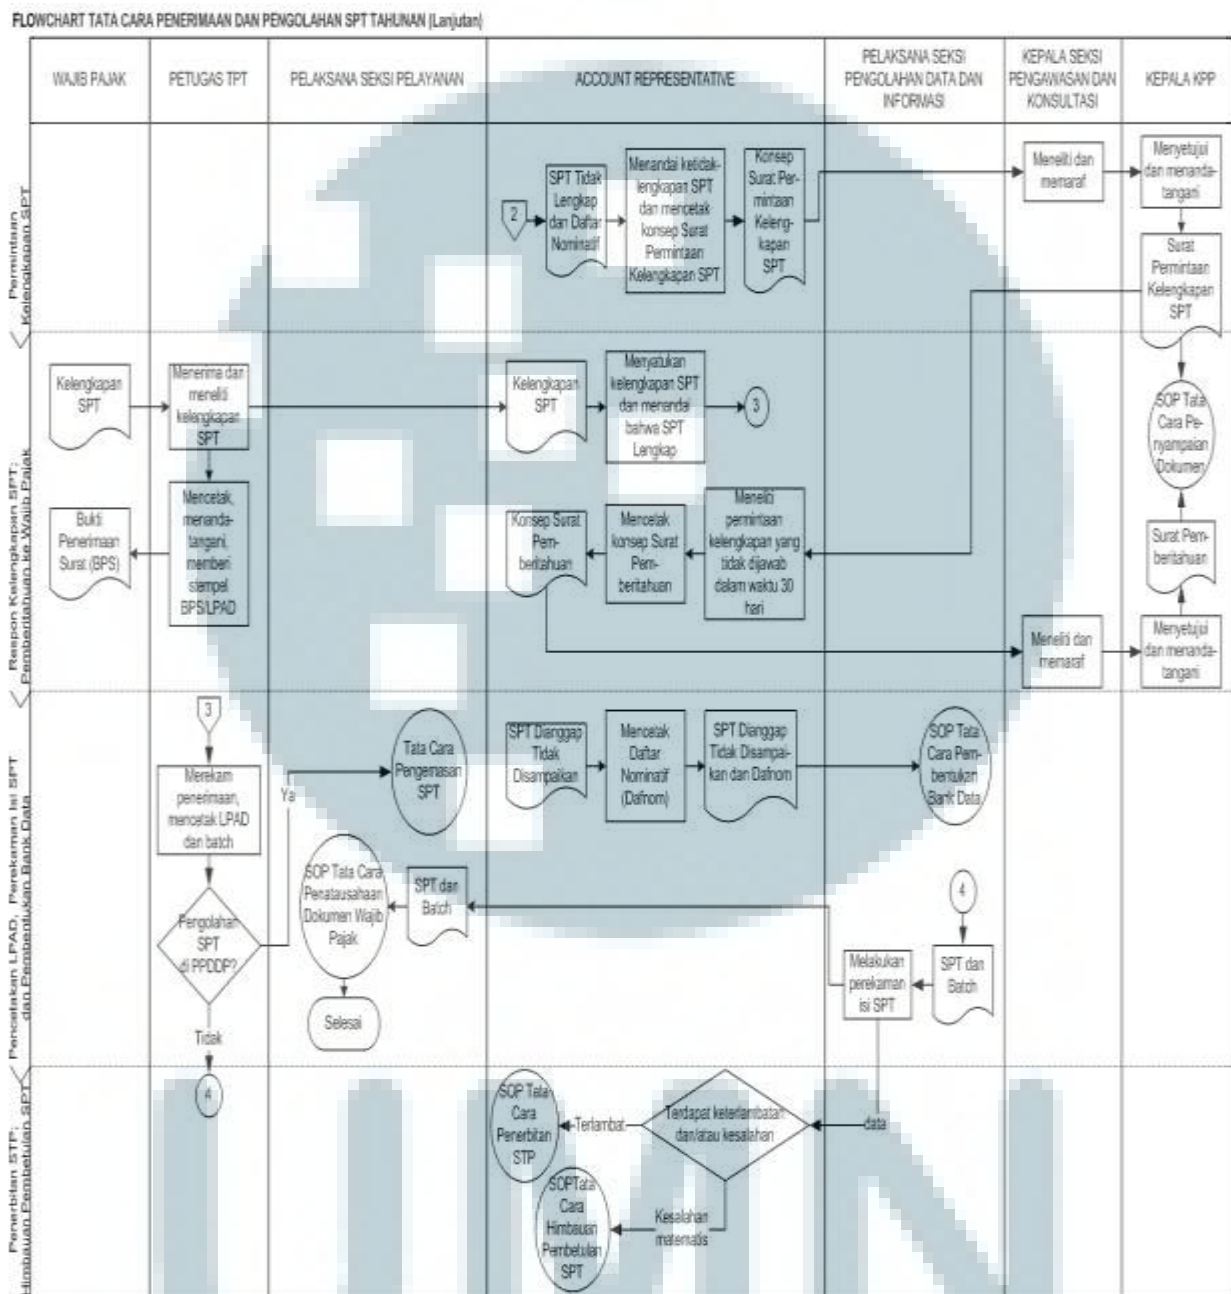 FLOWCHART TATA CARA PENERIMAAN DAN PENGOLAHAN SPT TAHUNAN (Lanjutan)
WAJIB PAJAK
PETUGAS TPT
PELAKSANA SEKSI PELAYANAN
ACCOUNT REPRESENTATIVE
PELAKSANA SEKSI
PENGOLAHAN DATA DAN
INFORMASI
KEPALA SEKSI
PENGAWASAN DAN
KONSULTASI
KEPALA KPP
Permintaan
Kelengkapan SPT
2
SPT Tidak
Lengkap
dan Daftar
Nominatif
Menandai ketidak-
lengkapan SPT
dan mencetak
konsep Surat
Permintaan
Kelengkapan SPT
Konsep
Surat Per-
mintaan
Keleng-
kapan
SPT
Meneliti dan
memaraf
Menyetujui
dan menanda-
tangani
Surat
Permintaan
Kelengkapan
SPT
Respon Kelengkapan SPT;
Pemberitahuan ke Wajib Pajak
Kelengkapan
SPT
Menerima dan
meneliti
kelengkapan
SPT
Kelengkapan
SPT
Menyatukan
kelengkapan SPT
dan menandai
bahwa SPT
Lengkap
3
SOP Tata
Cara Pe-
nyampaian
Dokumen
Bukti
Penerimaan
Surat (BPS)
Mencetak,
menanda-
tangani,
memberi
stempel
BPS/LPAD
Konsep Surat
Pem-
beritahuan
Mencetak
konsep Surat
Pem-
beritahuan
Meneliti
permintaan
kelengkapan yang
tidak dijawab
dalam waktu 30
hari
Surat Pem-
beritahuan
Meneliti dan
memaraf
Menyetujui
dan menanda-
tangani
Pencetakan LPAD, Perekaman Isi SPT
dan Pembentukan Bank Data
3
Merekam
penerimaan,
mencetak LPAD
dan batch
Ya
Tata Cara
Pengemasan
SPT
SPT Dianggap
Tidak
Disampaikan
Mencetak
Daftar
Nominatif
(Dafnom)
SPT Dianggap
Tidak Disampai-
kan dan Dafnom
SOP Tata
Cara Pem-
bentukan
Bank Data
Pengolahan
SPT
di PPDDP?
SOP Tata Cara
Penatausahaan
Dokumen Wajib
Pajak
SPT dan
Batch
4
Melakukan
perekaman
isi SPT
SPT dan
Batch
Selesai
Tidak
4
Penerbitan STP;
Himbauan Pembetulan SPT
SOP Tata
Cara
Penerbitan
STP
Terlambat
Terdapat keterlambatan
dan/atau kesalahan
data
SOPTata
Cara
Himbauan
Pembetulan
SPT
Kesalahan
matematis
UMN